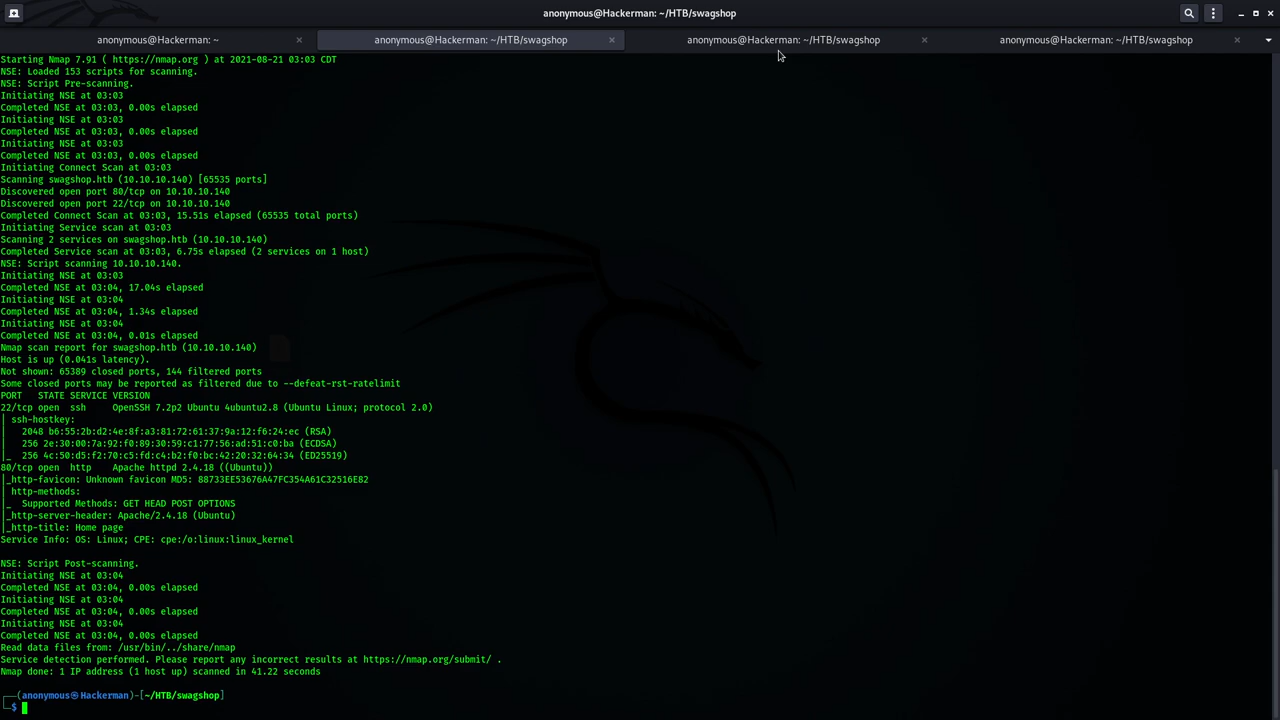 anonymous@Hackerman: ~/HTB/swagshop
anonymous@Hackerman: ~
anonymous@Hackerman: ~/HTB/swagshop
anonymous@Hackerman: ~/HTB/swagshop
anonymous@Hackerman: ~/HTB/swagshop
Starting Nmap 7.91 ( https://nmap.org ) at 2021-08-21 03:03 CDT
NSE: Loaded 153 scripts for scanning.
NSE: Script Pre-scanning.
Initiating NSE at 03:03
Completed NSE at 03:03, 0.00s elapsed
Initiating NSE at 03:03
Completed NSE at 03:03, 0.00s elapsed
Initiating NSE at 03:03
Completed NSE at 03:03, 0.00s elapsed
Initiating Connect Scan at 03:03
Scanning swagshop.htb (10.10.10.140) [65535 ports]
Discovered open port 80/tcp on 10.10.10.140
Discovered open port 22/tcp on 10.10.10.140
Completed Connect Scan at 03:03, 15.51s elapsed (65535 total ports)
Initiating Service scan at 03:03
Scanning 2 services on swagshop.htb (10.10.10.140)
Completed Service scan at 03:03, 6.75s elapsed (2 services on 1 host)
NSE: Script scanning 10.10.10.140.
Initiating NSE at 03:03
Completed NSE at 03:04, 17.04s elapsed
Initiating NSE at 03:04
Completed NSE at 03:04, 1.34s elapsed
Initiating NSE at 03:04
Completed NSE at 03:04, 0.01s elapsed
Nmap scan report for swagshop.htb (10.10.10.140)
Host is up (0.041s latency).
Not shown: 65389 closed ports, 144 filtered ports
Some closed ports may be reported as filtered due to --defeat-rst-ratelimit
PORT   STATE SERVICE VERSION
22/tcp open  ssh     OpenSSH 7.2p2 Ubuntu 4ubuntu2.8 (Ubuntu Linux; protocol 2.0)
| ssh-hostkey:
|   2048 b6:55:2b:d2:4e:8f:a3:81:72:61:37:9a:12:f6:24:ec (RSA)
|   256 2e:30:00:7a:92:f0:89:30:59:c1:77:56:ad:51:c0:ba (ECDSA)
|_  256 4c:50:d5:f2:70:c5:fd:c4:b2:f0:bc:42:20:32:64:34 (ED25519)
80/tcp open  http    Apache httpd 2.4.18 ((Ubuntu))
|_http-favicon: Unknown favicon MD5: 88733EE53676A47FC354A61C32516E82
| http-methods:
|_  Supported Methods: GET HEAD POST OPTIONS
|_http-server-header: Apache/2.4.18 (Ubuntu)
|_http-title: Home page
Service Info: OS: Linux; CPE: cpe:/o:linux:linux_kernel
NSE: Script Post-scanning.
Initiating NSE at 03:04
Completed NSE at 03:04, 0.00s elapsed
Initiating NSE at 03:04
Completed NSE at 03:04, 0.00s elapsed
Initiating NSE at 03:04
Completed NSE at 03:04, 0.00s elapsed
Read data files from: /usr/bin/../share/nmap
Service detection performed. Please report any incorrect results at https://nmap.org/submit/ .
Nmap done: 1 IP address (1 host up) scanned in 41.22 seconds
┌──(anonymous㉿Hackerman)-[~/HTB/swagshop]
└─$